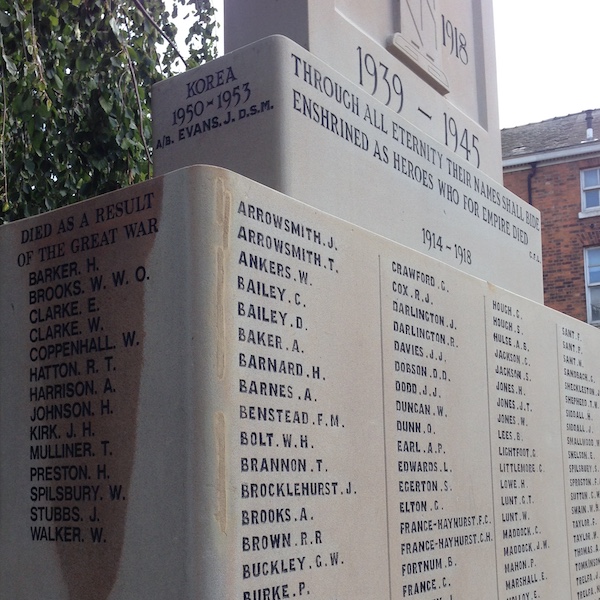 1918
1939 - 1945
KOREA
1950 - 1953
A/B. EVANS. J. D.S.M.
THROUGH ALL ETERNITY THEIR NAMES SHALL BIDE
ENSHRINED AS HEROES WHO FOR EMPIRE DIED
1914 - 1918
DIED AS A RESULT
OF THE GREAT WAR
BARKER. H.
BROOKS. W. W. O.
CLARKE. E.
CLARKE. W.
COPPENHALL. W.
HATTON. R. T.
HARRISON. A.
JOHNSON. H.
KIRK. J. H.
MULLINER. T.
PRESTON. H.
SPILSBURY. W.
STUBBS. J.
WALKER. W.
ARROWSMITH. J.
ARROWSMITH. T.
ANKERS. W.
BAILEY. C.
BAILEY. D.
BAKER. A.
BARNARD. H.
BARNES. A.
BENSTEAD. F. M.
BOLT. W. H.
BRANNON. T.
BROCKLEHURST. J.
BROOKS. A.
BROWN. R. R
BUCKLEY. G. W.
BURKE. P.
CRAWFORD. G.
COX. R. J.
DARLINGTON. J.
DARLINGTON. R.
DAVIES. J. J.
DOBSON. D. D.
DODD. J. J.
DUNCAN. W.
DUNN. O.
EARL. A. P.
EDWARDS. L.
EGERTON. S.
ELTON. G.
FRANCE-HAYHURST. F. C.
FRANCE-HAYHURST. C. H.
FORTNUM. B.
FRANCE. C.
HOUGH. C.
HOUGH. S.
HULSE. A. B.
JACKSON. C.
JACKSON. S.
JONES. H.
JONES. J. T.
JONES. W.
LEES. B.
LIGHTFOOT. G
LITTLEMORE. C.
LOWE. H.
LUNT. G. T.
LUNT. W.
MADDOCK. C.
MADDOCK. J. W.
MAHON. P.
MARSHALL. E.